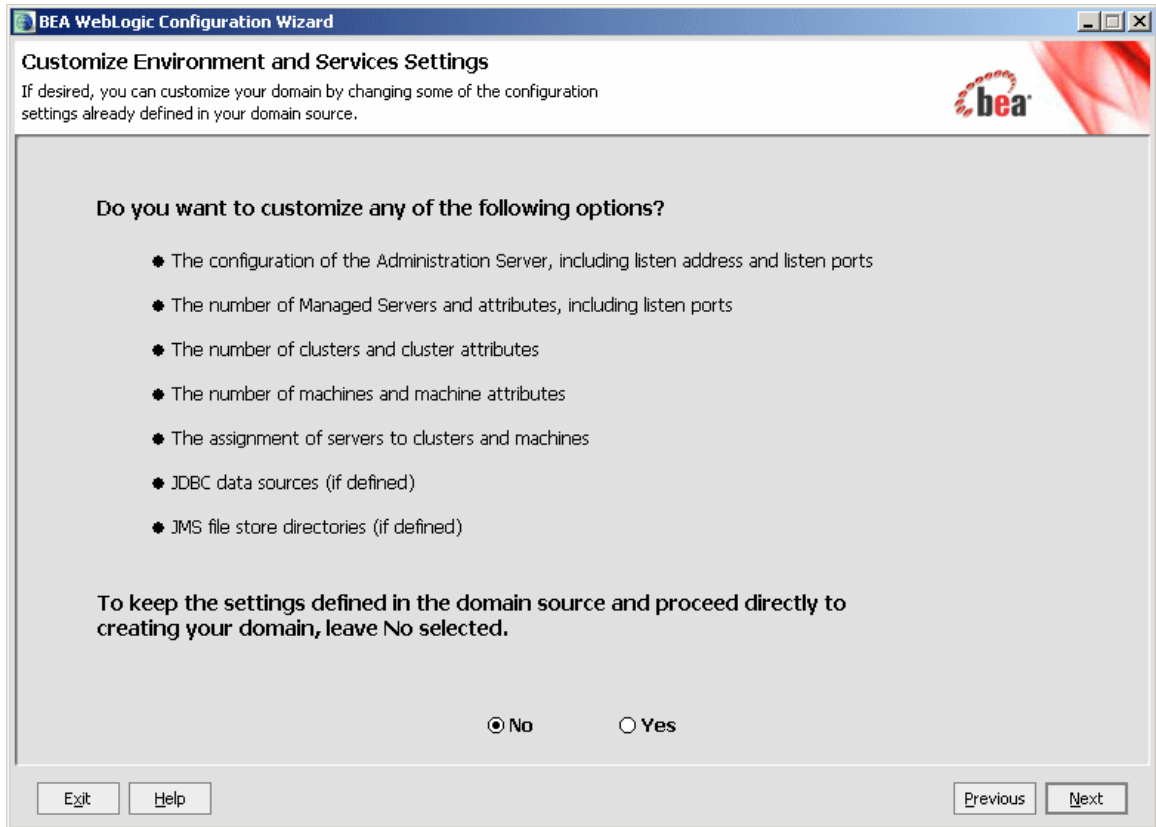 BEA WebLogic Configuration Wizard
Customize Environment and Services Settings
If desired, you can customize your domain by changing some of the configuration
settings already defined in your domain source.
bea
Do you want to customize any of the following options?
The configuration of the Administration Server, including listen address and listen ports
The number of Managed Servers and attributes, including listen ports
The number of clusters and cluster attributes
The number of machines and machine attributes
The assignment of servers to clusters and machines
JDBC data sources (if defined)
JMS file store directories (if defined)
To keep the settings defined in the domain source and proceed directly to
creating your domain, leave No selected.
No Yes
Exit Help Previous Next